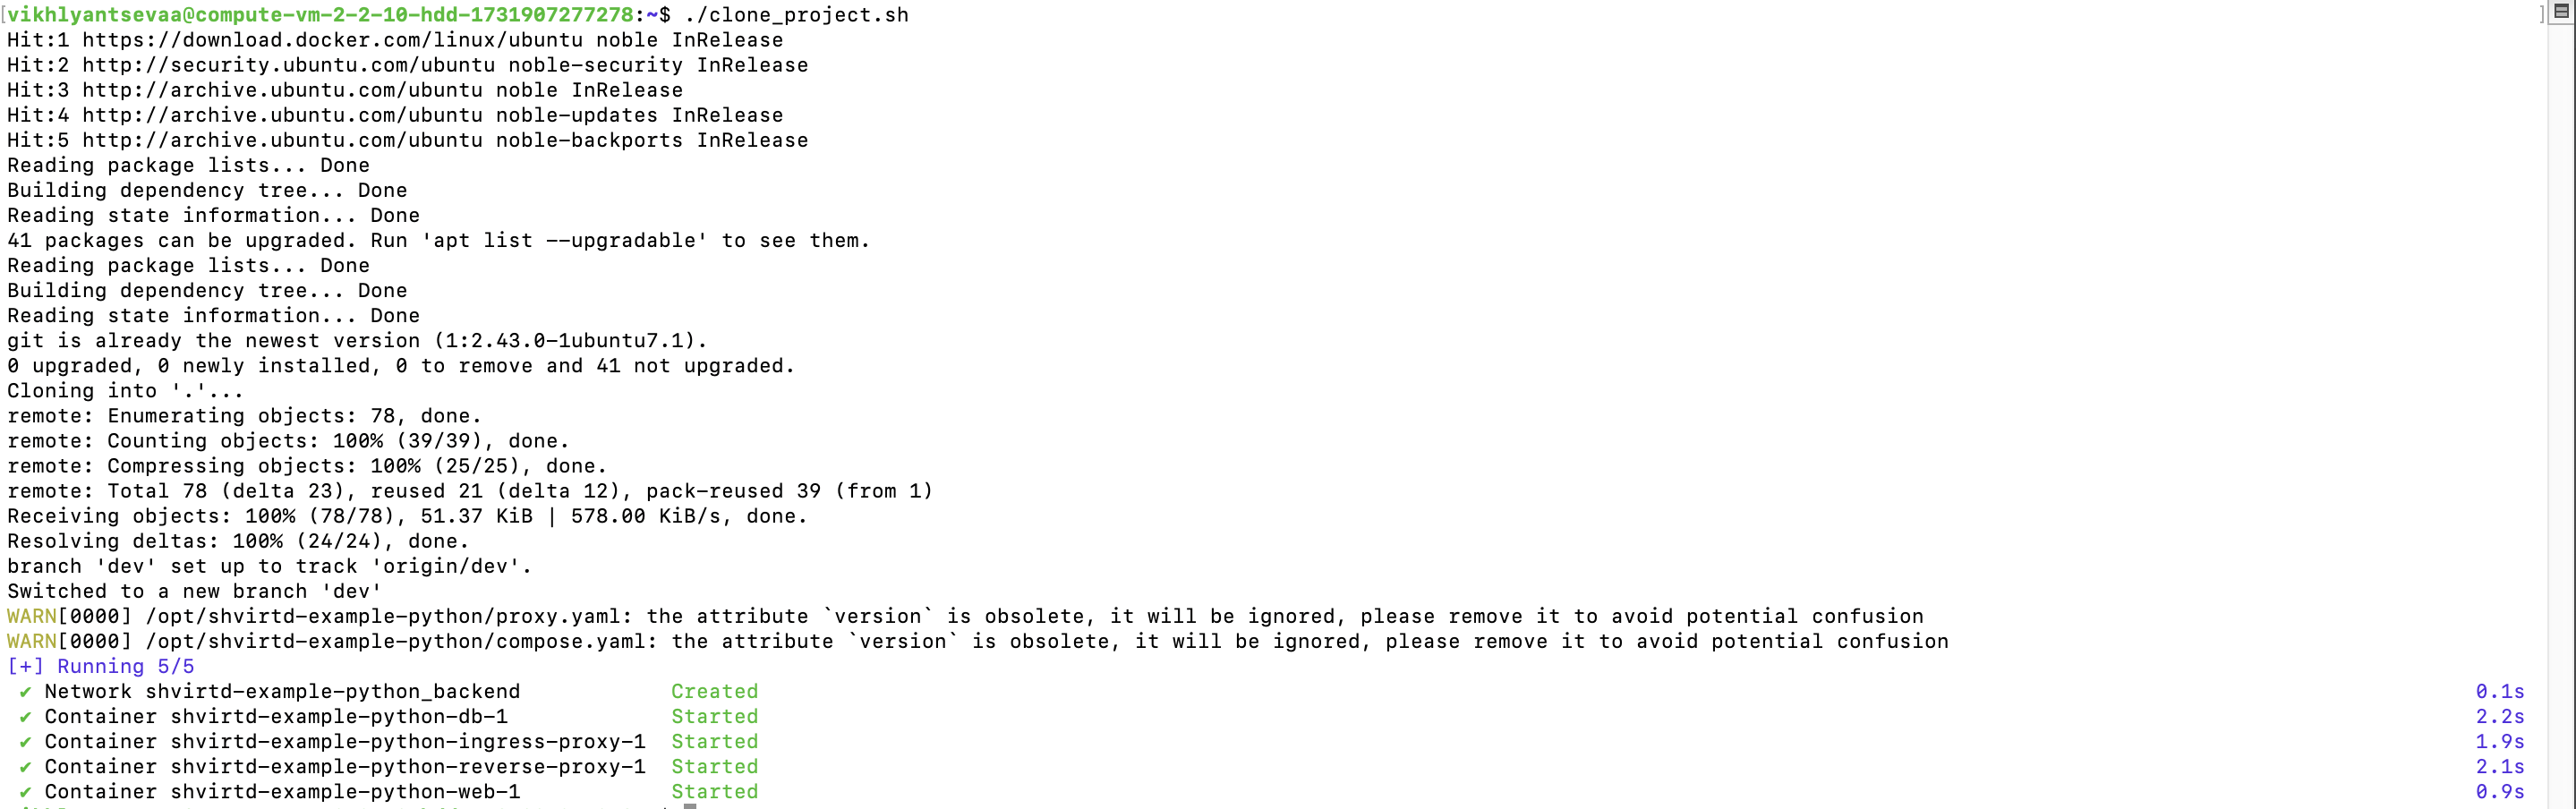 [vikhlyantsevaa@compute-vm-2-2-10-hdd-1731907277278:~$ ./clone_project.sh ]
Hit:1 https://download.docker.com/linux/ubuntu noble InRelease
Hit:2 http://security.ubuntu.com/ubuntu noble-security InRelease
Hit:3 http://archive.ubuntu.com/ubuntu noble InRelease
Hit:4 http://archive.ubuntu.com/ubuntu noble-updates InRelease
Hit:5 http://archive.ubuntu.com/ubuntu noble-backports InRelease
Reading package lists... Done
Building dependency tree... Done
Reading state information... Done
41 packages can be upgraded. Run 'apt list --upgradable' to see them.
Reading package lists... Done
Building dependency tree... Done
Reading state information... Done
git is already the newest version (1:2.43.0-1ubuntu7.1).
0 upgraded, 0 newly installed, 0 to remove and 41 not upgraded.
Cloning into '.'...
remote: Enumerating objects: 78, done.
remote: Counting objects: 100% (39/39), done.
remote: Compressing objects: 100% (25/25), done.
remote: Total 78 (delta 23), reused 21 (delta 12), pack-reused 39 (from 1)
Receiving objects: 100% (78/78), 51.37 KiB | 578.00 KiB/s, done.
Resolving deltas: 100% (24/24), done.
branch 'dev' set up to track 'origin/dev'.
Switched to a new branch 'dev'
WARN[0000] /opt/shvirtd-example-python/proxy.yaml: the attribute `version` is obsolete, it will be ignored, please remove it to avoid potential confusion
WARN[0000] /opt/shvirtd-example-python/compose.yaml: the attribute `version` is obsolete, it will be ignored, please remove it to avoid potential confusion
[+] Running 5/5
✔ Network shvirtd-example-python_backend Created 0.1s
✔ Container shvirtd-example-python-db-1 Started 2.2s
✔ Container shvirtd-example-python-ingress-proxy-1 Started 1.9s
✔ Container shvirtd-example-python-reverse-proxy-1 Started 2.1s
✔ Container shvirtd-example-python-web-1 Started 0.9s